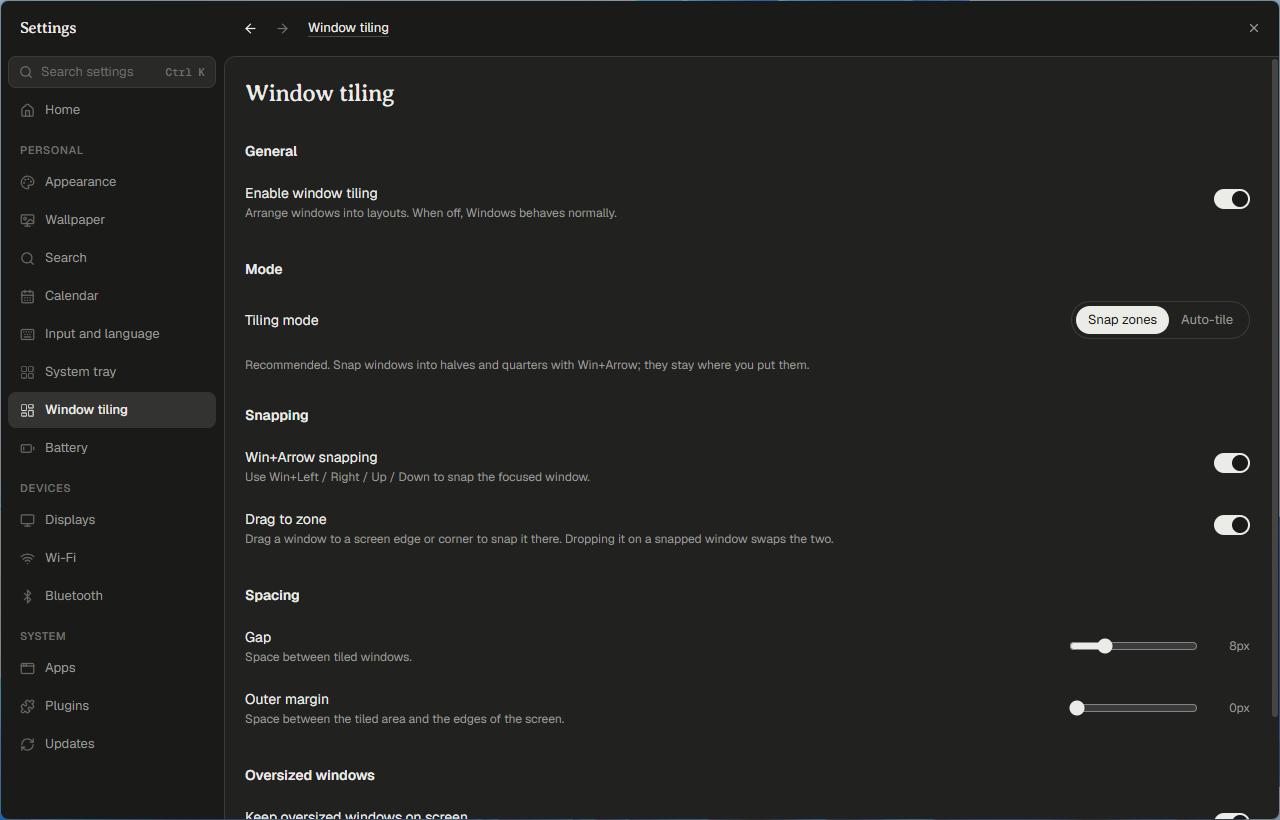 Settings
Window tiling
Search settings
Ctrl K
Home
PERSONAL
Appearance
Wallpaper
Search
Calendar
Input and language
System tray
Window tiling
Battery
DEVICES
Displays
Wi-Fi
Bluetooth
SYSTEM
Apps
Plugins
Updates
Window tiling
General
Enable window tiling
Arrange windows into layouts. When off, Windows behaves normally.
Mode
Tiling mode
Snap zones
Auto-tile
Recommended. Snap windows into halves and quarters with Win+Arrow; they stay where you put them.
Snapping
Win+Arrow snapping
Use Win+Left / Right / Up / Down to snap the focused window.
Drag to zone
Drag a window to a screen edge or corner to snap it there. Dropping it on a snapped window swaps the two.
Spacing
Gap
Space between tiled windows.
8px
Outer margin
Space between the tiled area and the edges of the screen.
0px
Oversized windows
Keep oversized windows on screen